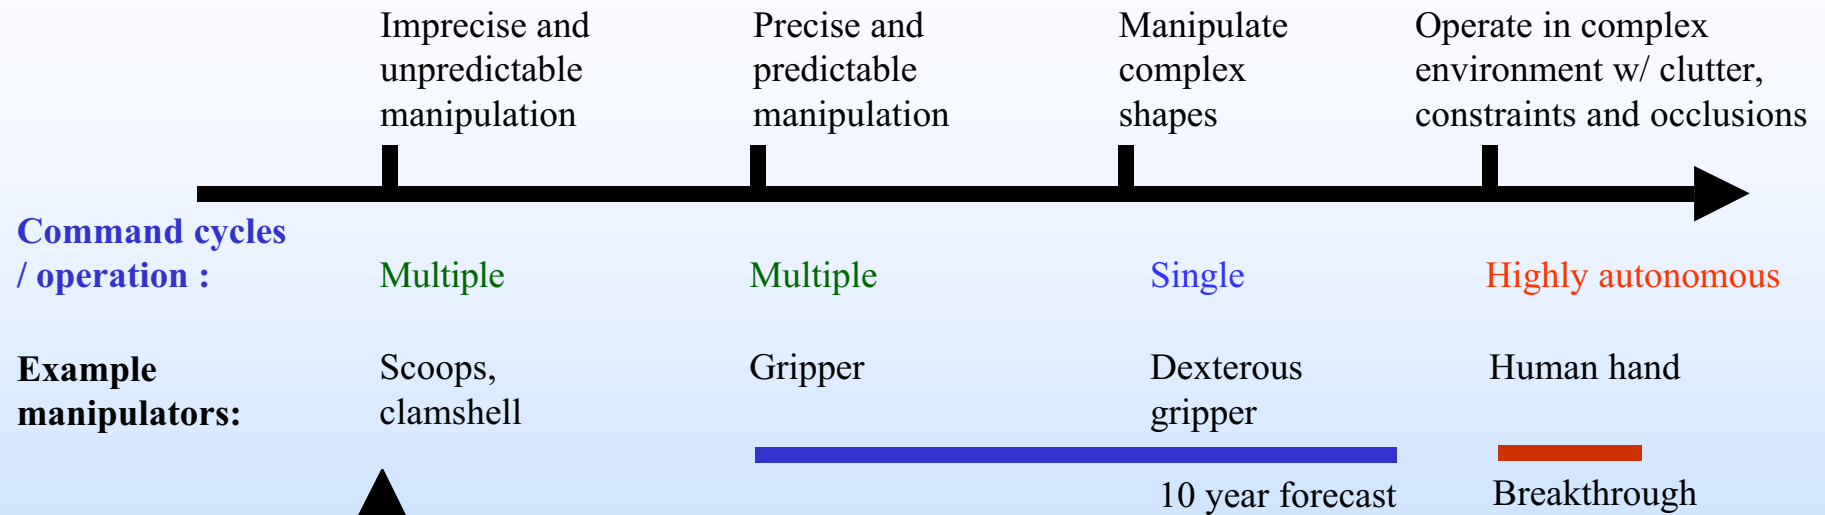 Imprecise and
unpredictable
manipulation
Precise and
predictable
manipulation
Manipulate
complex
shapes
Operate in complex
environment w/ clutter,
constraints and occlusions
Command cycles
/ operation :
Multiple
Multiple
Single
Highly autonomous
Example
manipulators:
Scoops,
clamshell
Gripper
Dexterous
gripper
Human hand
10 year forecast
Breakthrough